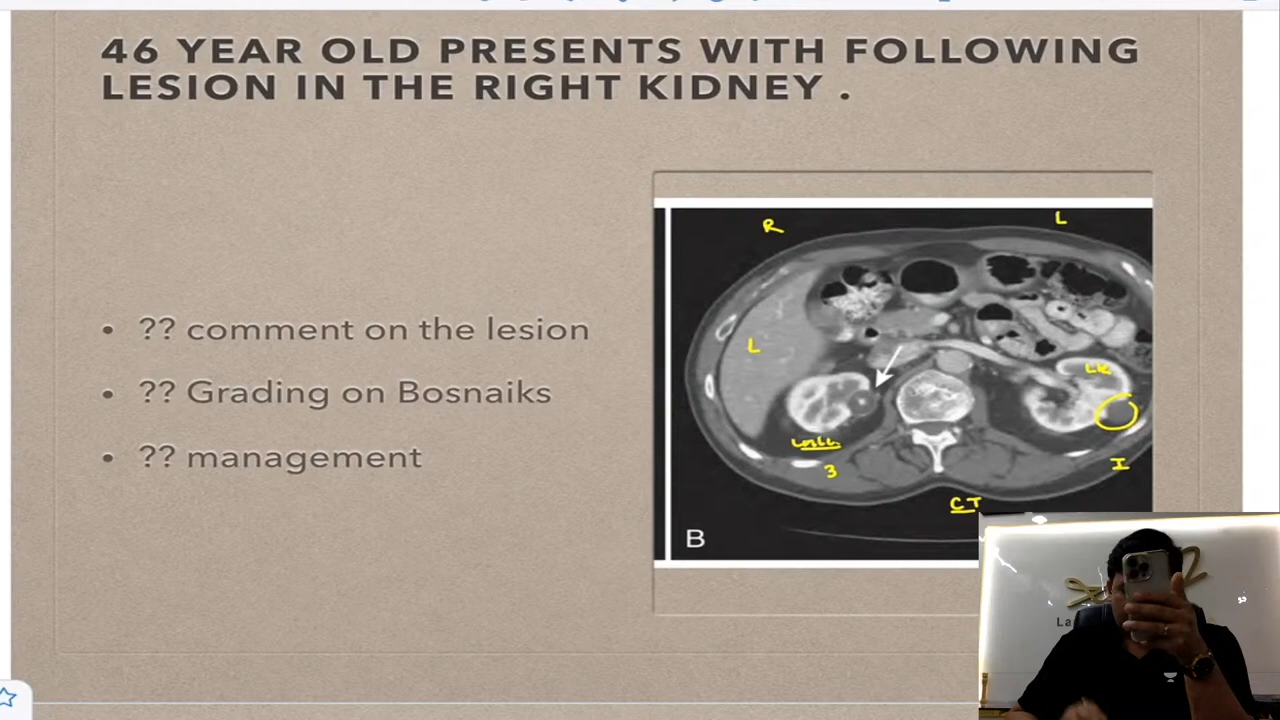 46 YEAR OLD PRESENTS WITH FOLLOWING
LESION IN THE RIGHT KIDNEY .
R
L
• ?? comment on the lesion
L
LK
• ?? Grading on Bosnaiks
• ?? management
3
I
CT
B
La